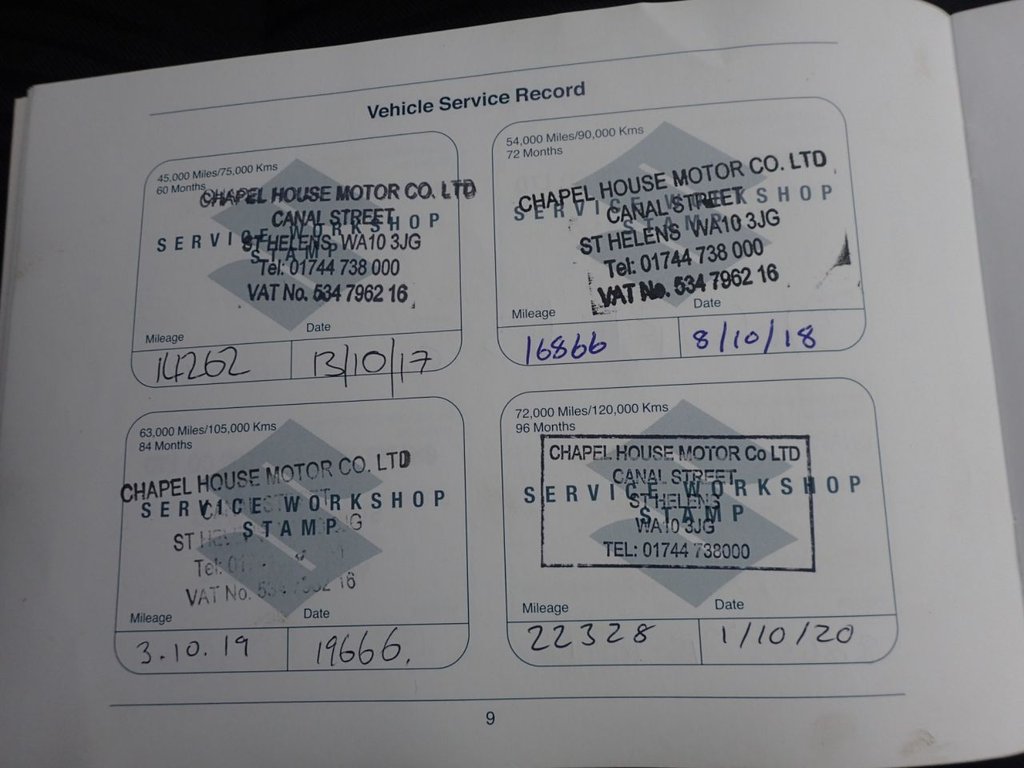 Vehicle Service Record
45,000 Miles/75,000 Kms
60 Months
CHAPEL HOUSE MOTOR CO. LTD
CANAL STREET
SERVICE WORKSHOP
ST HELENS WA10 3JG
STAMP
Tel: 01744 738 000
VAT No. 534 7962 16
Mileage
Date
14262
13/10/17
54,000 Miles/90,000 Kms
72 Months
CHAPEL HOUSE MOTOR CO. LTD
SERVICE WORKSHOP
CANAL STREET
STAMP
ST HELENS WA10 3JG
Tel: 01744 738 000
VAT No. 534 7962 16
Mileage
Date
16866
8/10/18
63,000 Miles/105,000 Kms
84 Months
CHAPEL HOUSE MOTOR CO. LTD
SERVICE WORKSHOP
STAMP
ST
Tel:
VAT No. 16
Mileage
Date
3.10.19
19666.
72,000 Miles/120,000 Kms
96 Months
CHAPEL HOUSE MOTOR Co LTD
CANAL STREET
SERVICE WORKSHOP
ST HELENS
STAMP
WA10 3JG
TEL: 01744 738000
Mileage
Date
22328
1/10/20
9